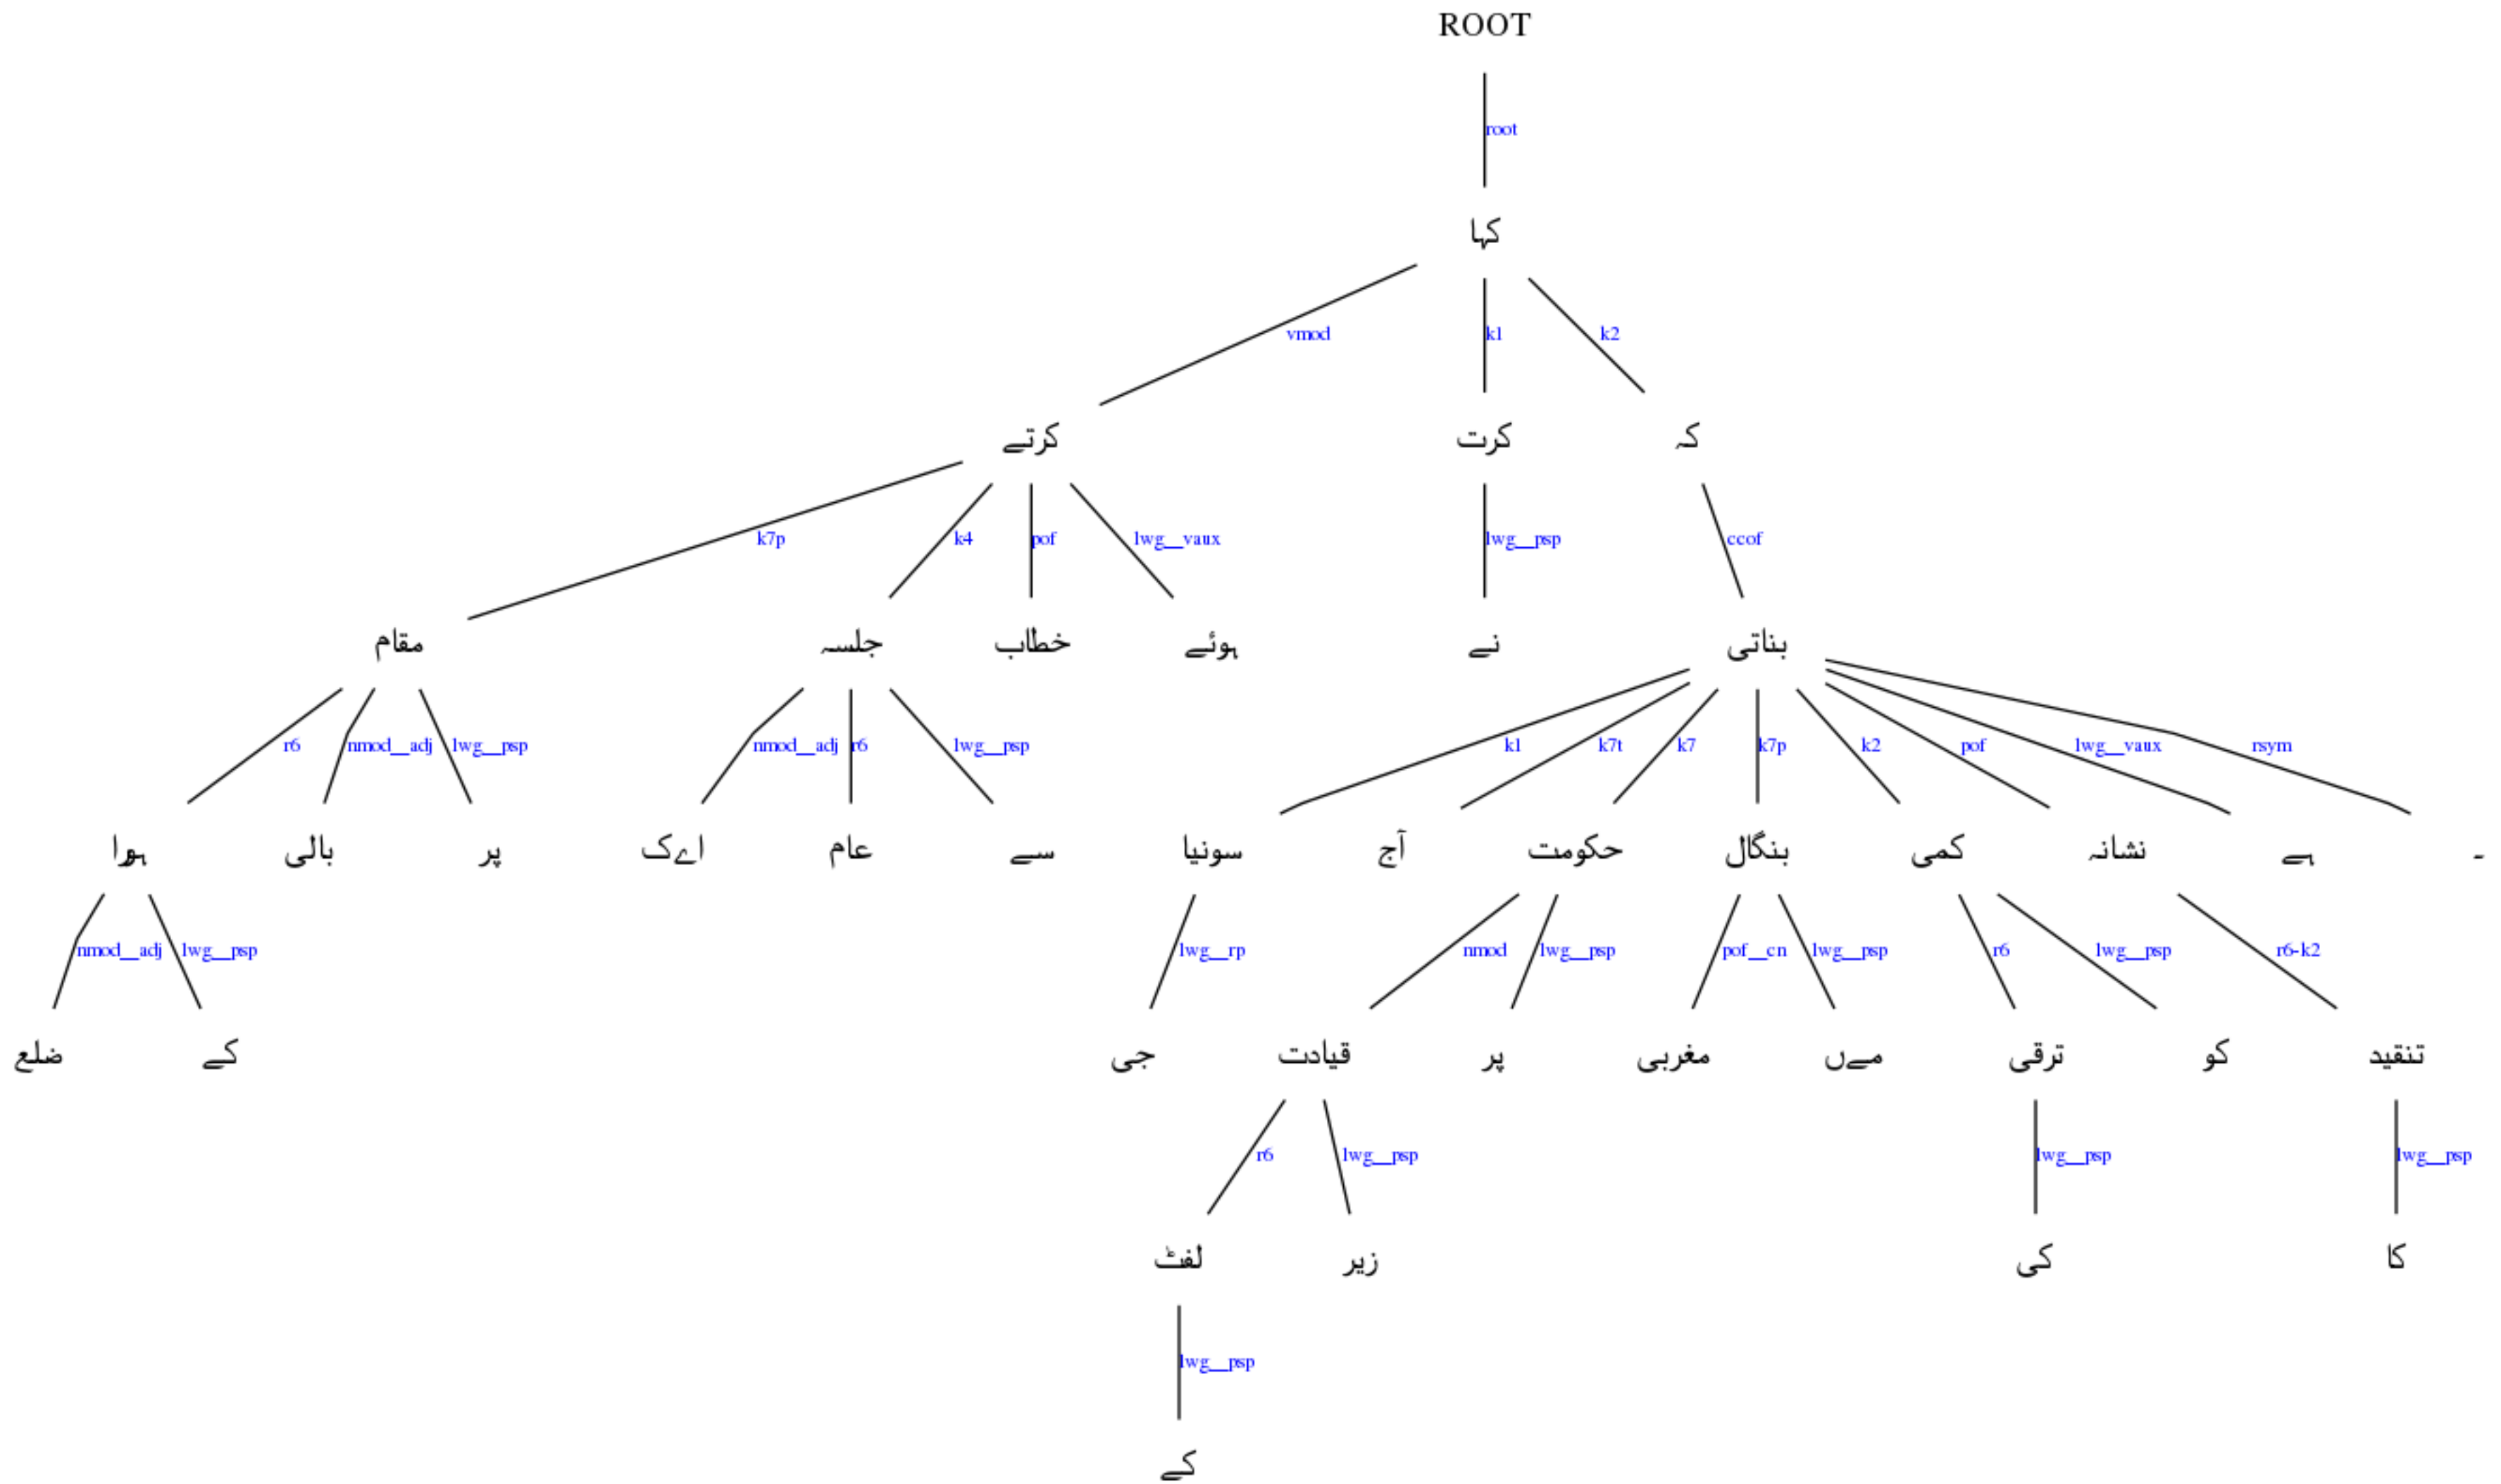 ROOT
root
کہا
vmod k1 k2
کرتے کرت کہ
k7p k4 pof lwg__vaux lwg__psp ccof
مقام جلسہ خطاب ہوئے نے بناتی
r6 nmod__adj lwg__psp nmod__adj r6 lwg__psp k1 k7t k7 k7p k2 pof lwg__vaux rsym
ہورا بالی پر اےک عام سے سونیا آج حکومت بنگال کمی نشانہ ہے ۔
nmod__adj lwg__psp lwg__rp nmod lwg__psp pof__cn lwg__psp r6 lwg__psp r6-k2
ضلع کے جی قیادت پر مغربی مےں ترقی کو تنقید
r6 lwg__psp lwg__psp lwg__psp
لفٹ زیر کی کا
lwg__psp
کے